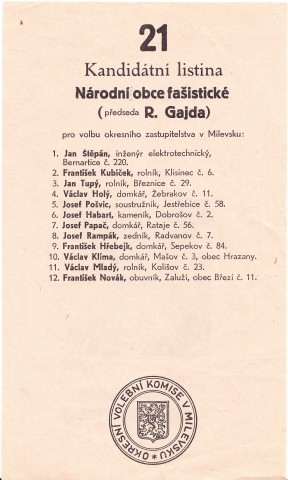 21
Kandidátní listina
Národní obce fašistické
(předseda R. Gajda)
pro volbu okresního zastupitelstva v Milevsku:
1. Jan Štěpán, inženýr elektrotechnický,
Bernartice č. 220.
2. František Kubíček, rolník, Klisinec č. 6.
3. Jan Tupý, rolník, Březnice č. 29.
4. Václav Holý, domkář, Žebrakov č. 11.
5. Josef Pošvic, soustružník, Jestřebice č. 58.
6. Josef Habart, kameník, Dobrošov č. 2.
7. Josef Papač, domkář, Rataje č. 56.
8. Josef Rampák, zedník, Radvanov č. 7.
9. František Hřebejk, domkář, Sepekov č. 84.
10. Václav Klíma, domkář, Mašov č. 3, obec Hrazany.
11. Václav Mladý, rolník, Kolišov č. 23.
12. František Novák, obuvník, Zaluží, obec Březí č. 11.
OKRESNÍ VOLEBNÍ KOMISE V MILEVSKU